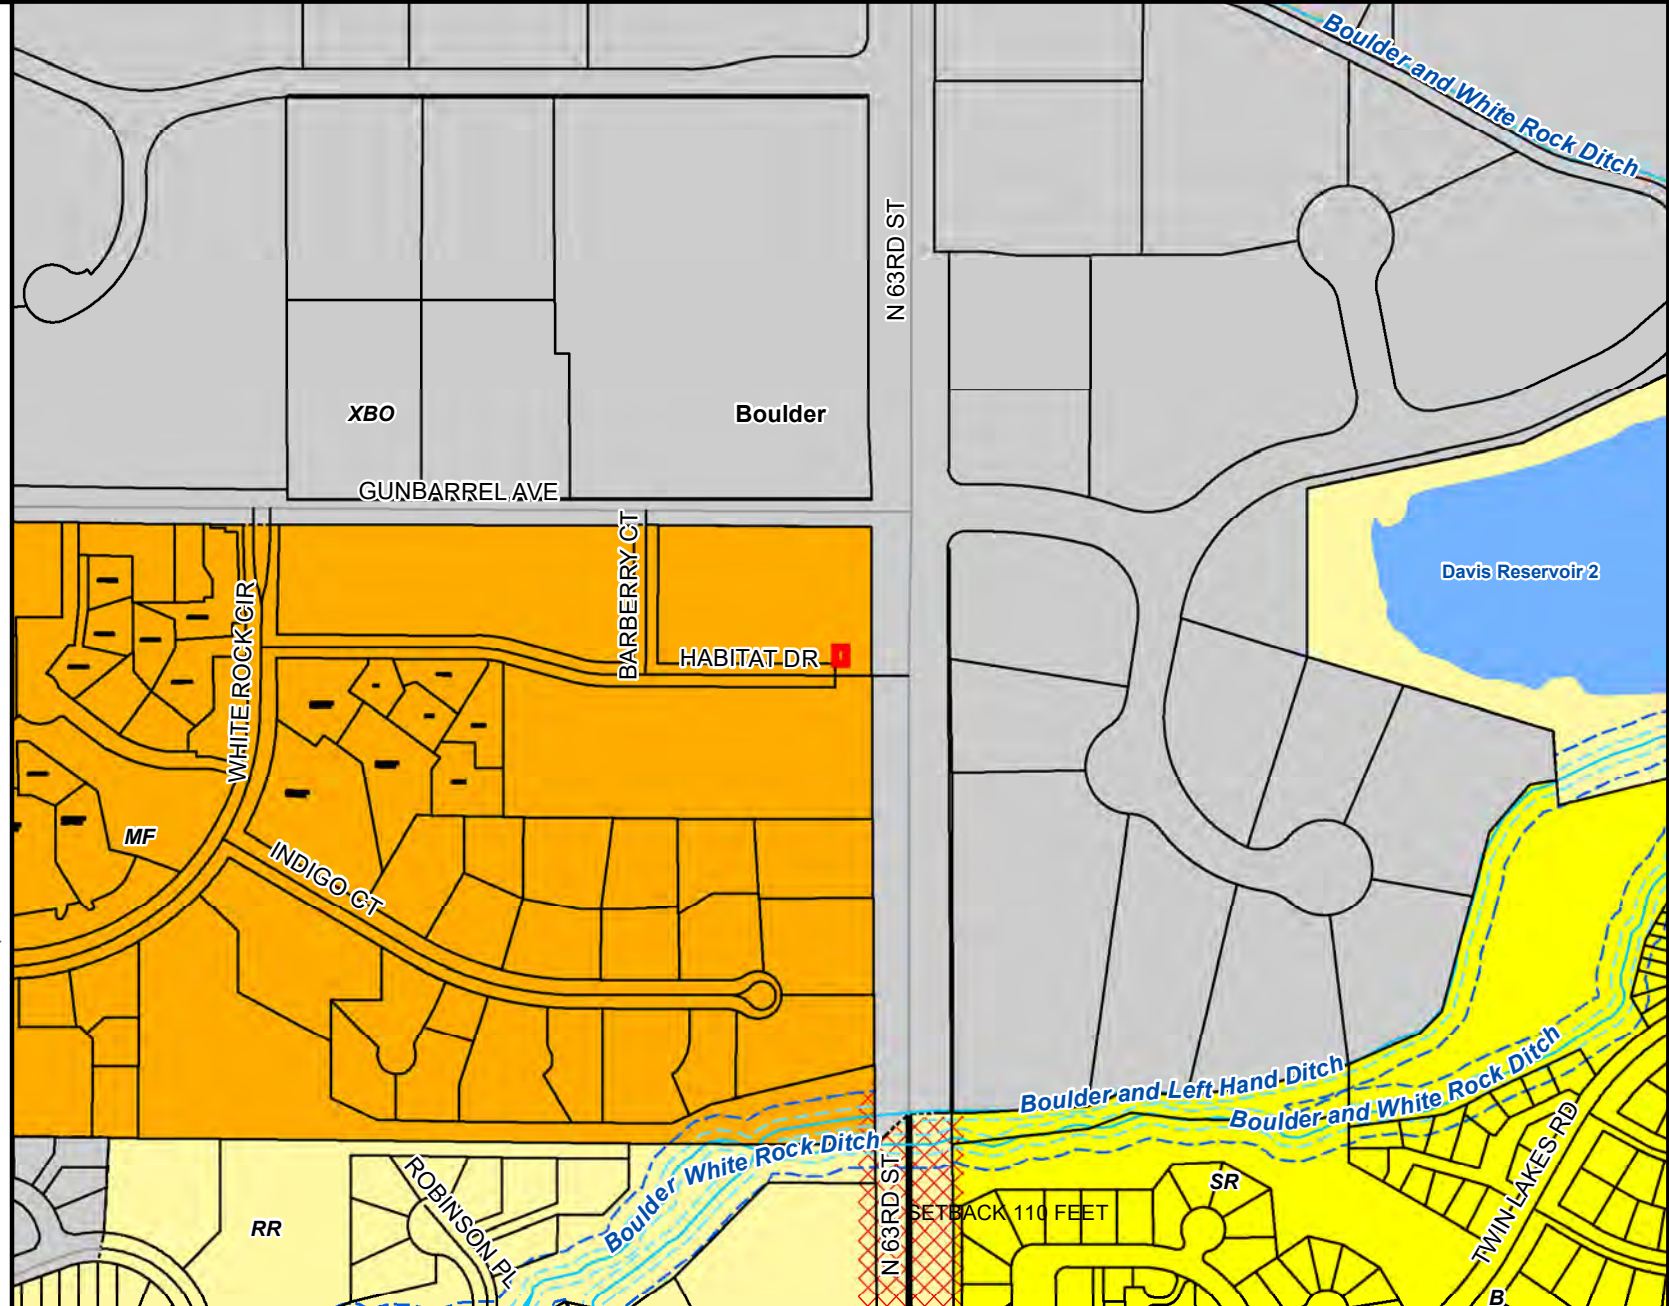 Boulder and White Rock Ditch
N 63RD ST
XBO
Boulder
GUNBARREL AVE
Davis Reservoir 2
BARBERRY CT
WHITE ROCK CIR
HABITAT DR
MF
INDIGO CT
Boulder and Left Hand Ditch
Boulder and White Rock Ditch
Boulder White Rock Ditch
TWIN LAKES RD
ROBINSON PL
N 63RD ST
SR
SETBACK 110 FEET
RR
B